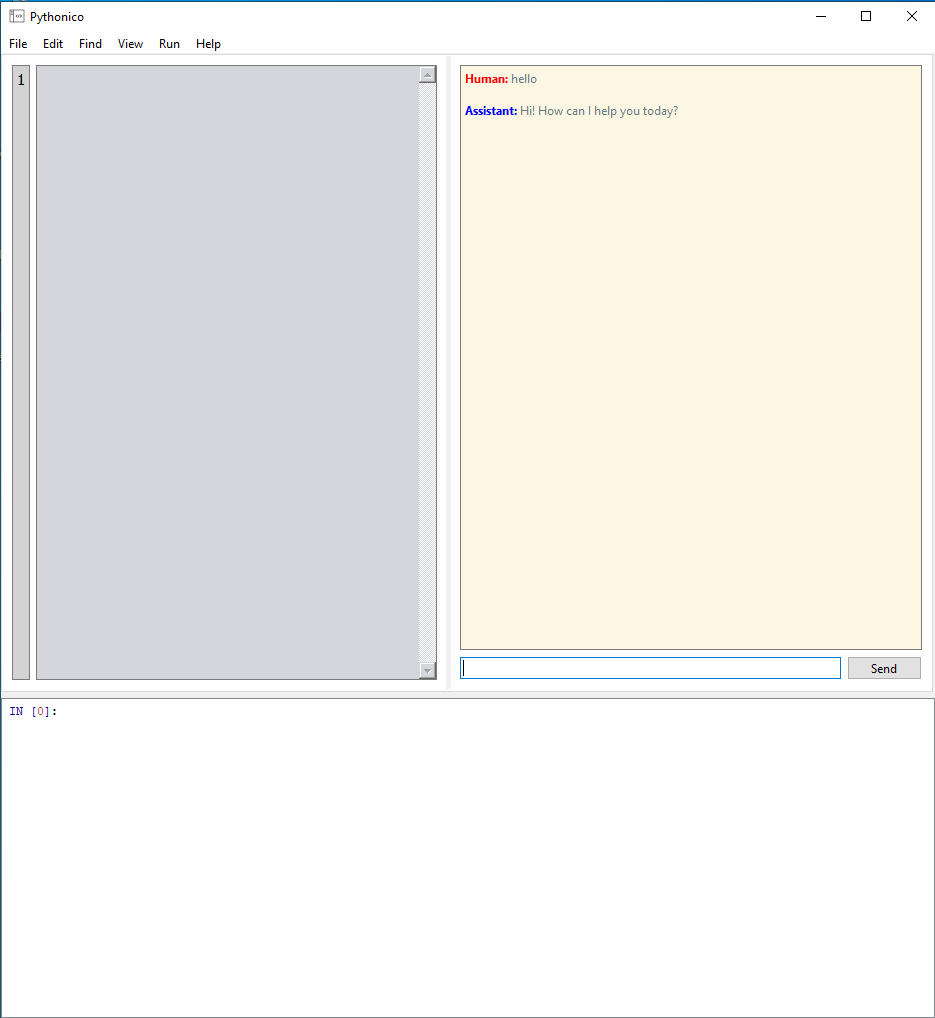 Pythonico
File Edit Find View Run Help
1
Human: hello
Assistant: Hi! How can I help you today?
Send
IN [0]: